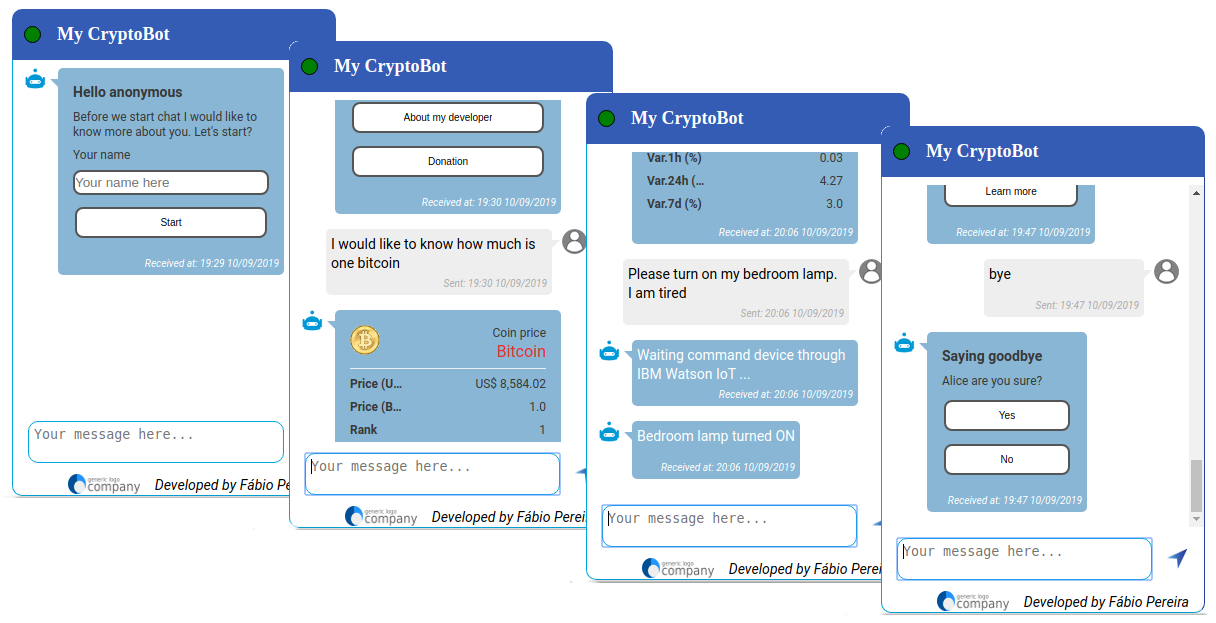 My CryptoBot
Hello anonymous
Before we start chat I would like to
know more about you. Let's start?
Your name
Your name here
Start
Received at: 19:29 10/09/2019
Your message here...
generic logo
company
Developed by Fábio Pe
My CryptoBot
About my developer
Donation
Received at: 19:30 10/09/2019
I would like to know how much is
one bitcoin
Sent: 19:30 10/09/2019
Coin price
Bitcoin
Price (U... US$ 8,584.02
Price (B... 1.0
Rank 1
Your message here...
generic logo
company
Developed by Fábio Perei
My CryptoBot
Var.1h (%) 0.03
Var.24h (... 4.27
Var.7d (%) 3.0
Received at: 20:06 10/09/2019
Please turn on my bedroom lamp.
I am tired
Sent: 20:06 10/09/2019
Waiting command device through
IBM Watson IoT ...
Received at: 20:06 10/09/2019
Bedroom lamp turned ON
Received at: 20:06 10/09/2019
Your message here...
generic logo
company
Developed by Fábio Perei
My CryptoBot
Learn more
Received at: 19:47 10/09/2019
bye
Sent: 19:47 10/09/2019
Saying goodbye
Alice are you sure?
Yes
No
Received at: 19:47 10/09/2019
Your message here...
generic logo
company
Developed by Fábio Pereira